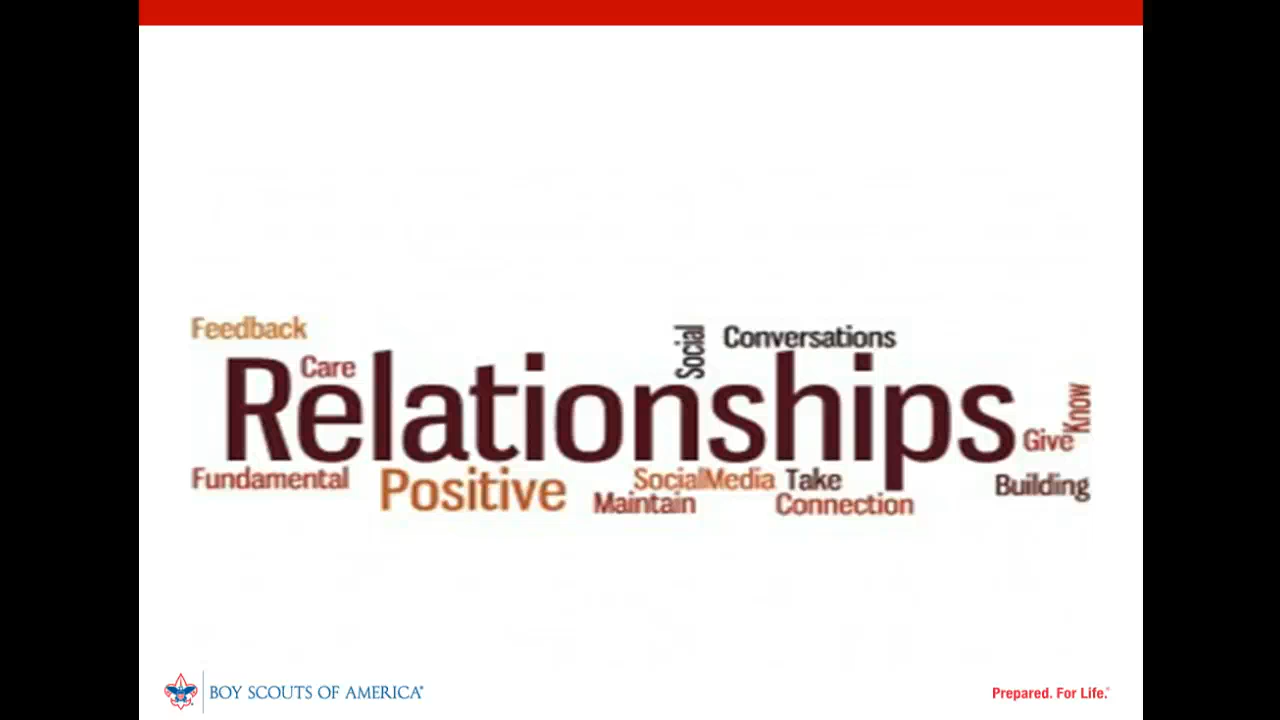 Feedback
Social
Conversations
Care
Relationships
Know
Give
Fundamental
Positive
SocialMedia
Take
Building
Maintain
Connection
BOY SCOUTS OF AMERICA®
Prepared. For Life.®